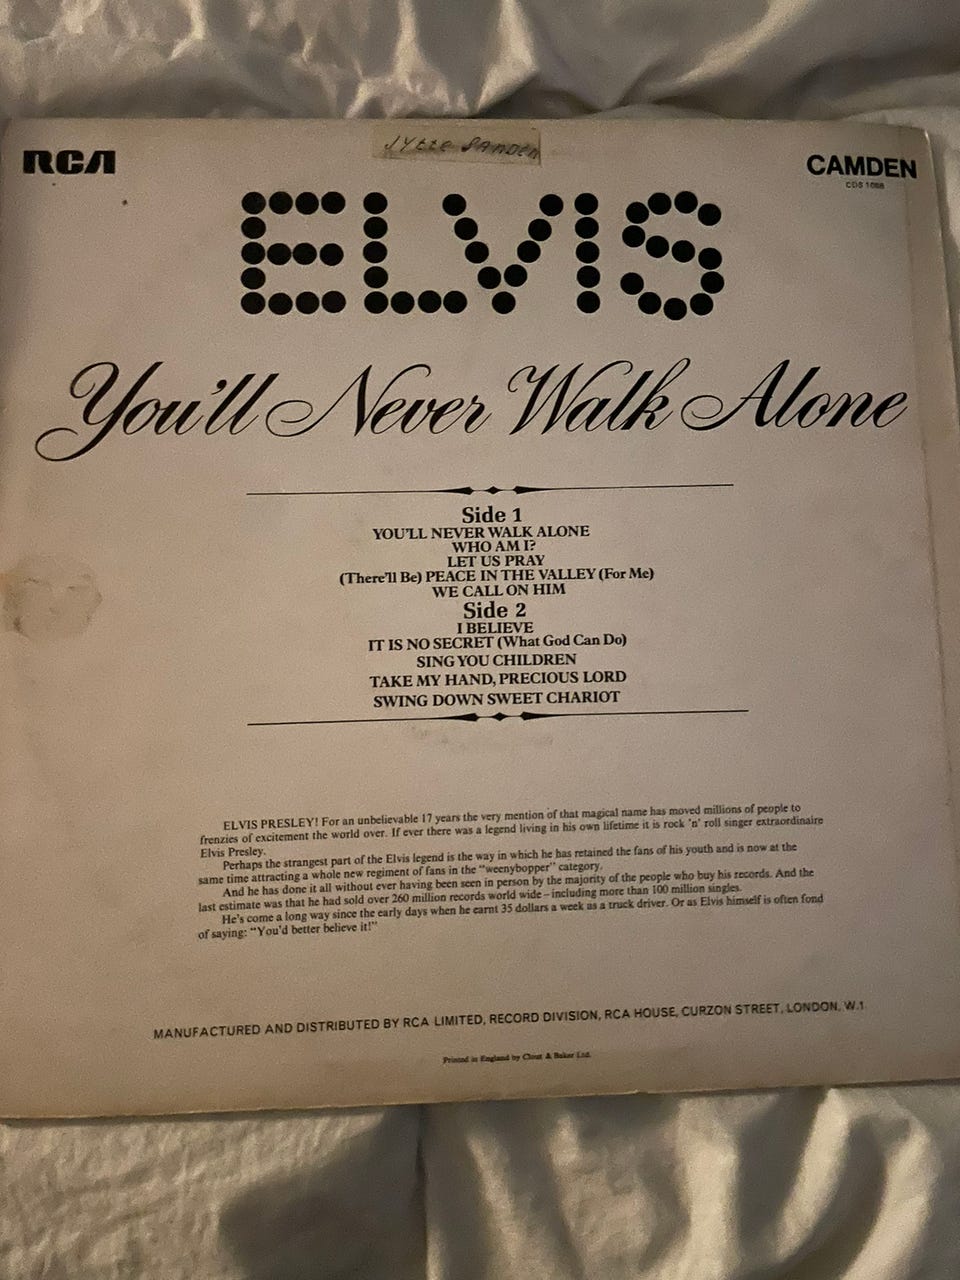 Jytte Sanden
RCA
CAMDEN
CDS 1088
ELVIS
You'll Never Walk Alone
Side 1
YOU'LL NEVER WALK ALONE
WHO AM I?
LET US PRAY
(There'll Be) PEACE IN THE VALLEY (For Me)
WE CALL ON HIM
Side 2
I BELIEVE
IT IS NO SECRET (What God Can Do)
SING YOU CHILDREN
TAKE MY HAND, PRECIOUS LORD
SWING DOWN SWEET CHARIOT
ELVIS PRESLEY! For an unbelievable 17 years the very mention of that magical name has moved millions of people to
frenzies of excitement the world over. If ever there was a legend living in his own lifetime it is rock 'n' roll singer extraordinaire
Elvis Presley.
Perhaps the strangest part of the Elvis legend is the way in which he has retained the fans of his youth and is now at the
same time attracting a whole new regiment of fans in the "weenybopper" category.
And he has done it all without ever having been seen in person by the majority of the people who buy his records. And the
last estimate was that he had sold over 260 million records world wide – including more than 100 million singles.
He's come a long way since the early days when he earnt 35 dollars a week as a truck driver. Or as Elvis himself is often fond
of saying: "You'd better believe it!"
MANUFACTURED AND DISTRIBUTED BY RCA LIMITED, RECORD DIVISION, RCA HOUSE, CURZON STREET, LONDON, W.1
Printed in England by Clout & Baker Ltd.